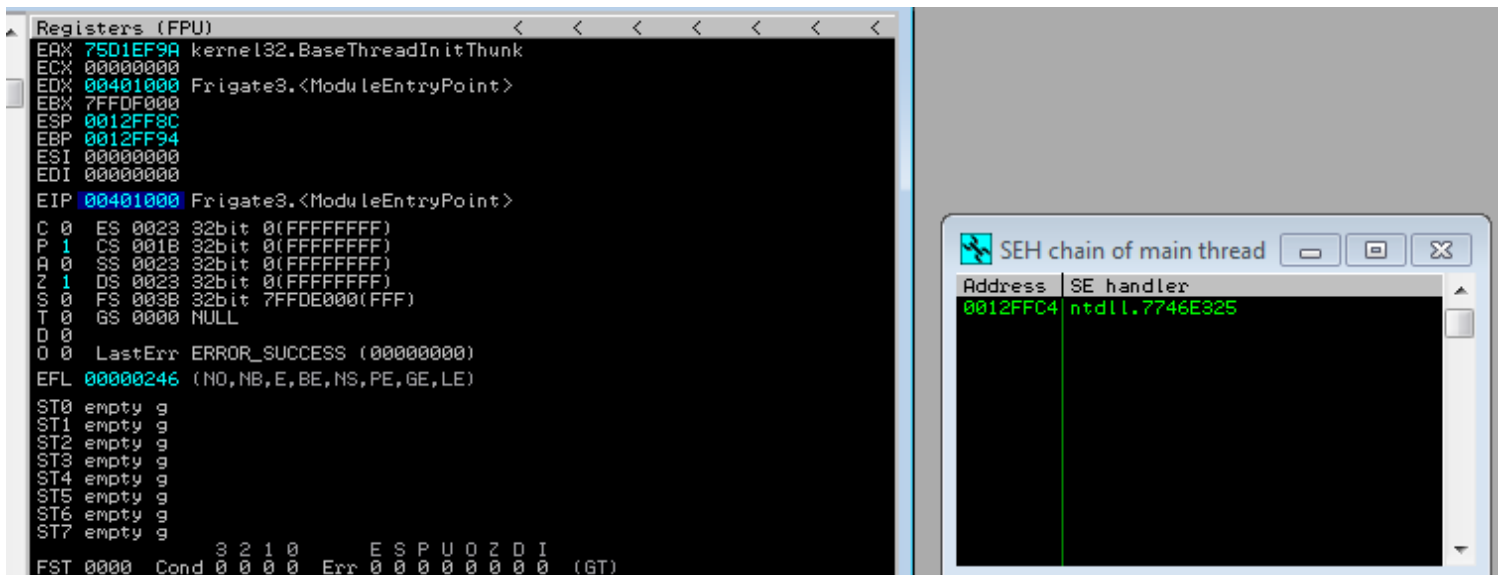 Registers (FPU) < < < < < < <
EAX 75D1EF9A kernel32.BaseThreadInitThunk
ECX 00000000
EDX 00401000 Frigate3.<ModuleEntryPoint>
EBX 7FFDF000
ESP 0012FF8C
EBP 0012FF94
ESI 00000000
EDI 00000000
EIP 00401000 Frigate3.<ModuleEntryPoint>
C 0 ES 0023 32bit 0(FFFFFFFF)
P 1 CS 001B 32bit 0(FFFFFFFF)
A 0 SS 0023 32bit 0(FFFFFFFF)
Z 1 DS 0023 32bit 0(FFFFFFFF)
S 0 FS 003B 32bit 7FFDE000(FFF)
T 0 GS 0000 NULL
D 0
O 0 LastErr ERROR_SUCCESS (00000000)
EFL 00000246 (NO,NB,E,BE,NS,PE,GE,LE)
ST0 empty g
ST1 empty g
ST2 empty g
ST3 empty g
ST4 empty g
ST5 empty g
ST6 empty g
ST7 empty g
3 2 1 0 E S P U O Z D I
FST 0000 Cond 0 0 0 0 Err 0 0 0 0 0 0 0 0 (GT)
SEH chain of main thread
Address SE handler
0012FFC4 ntdll.7746E325